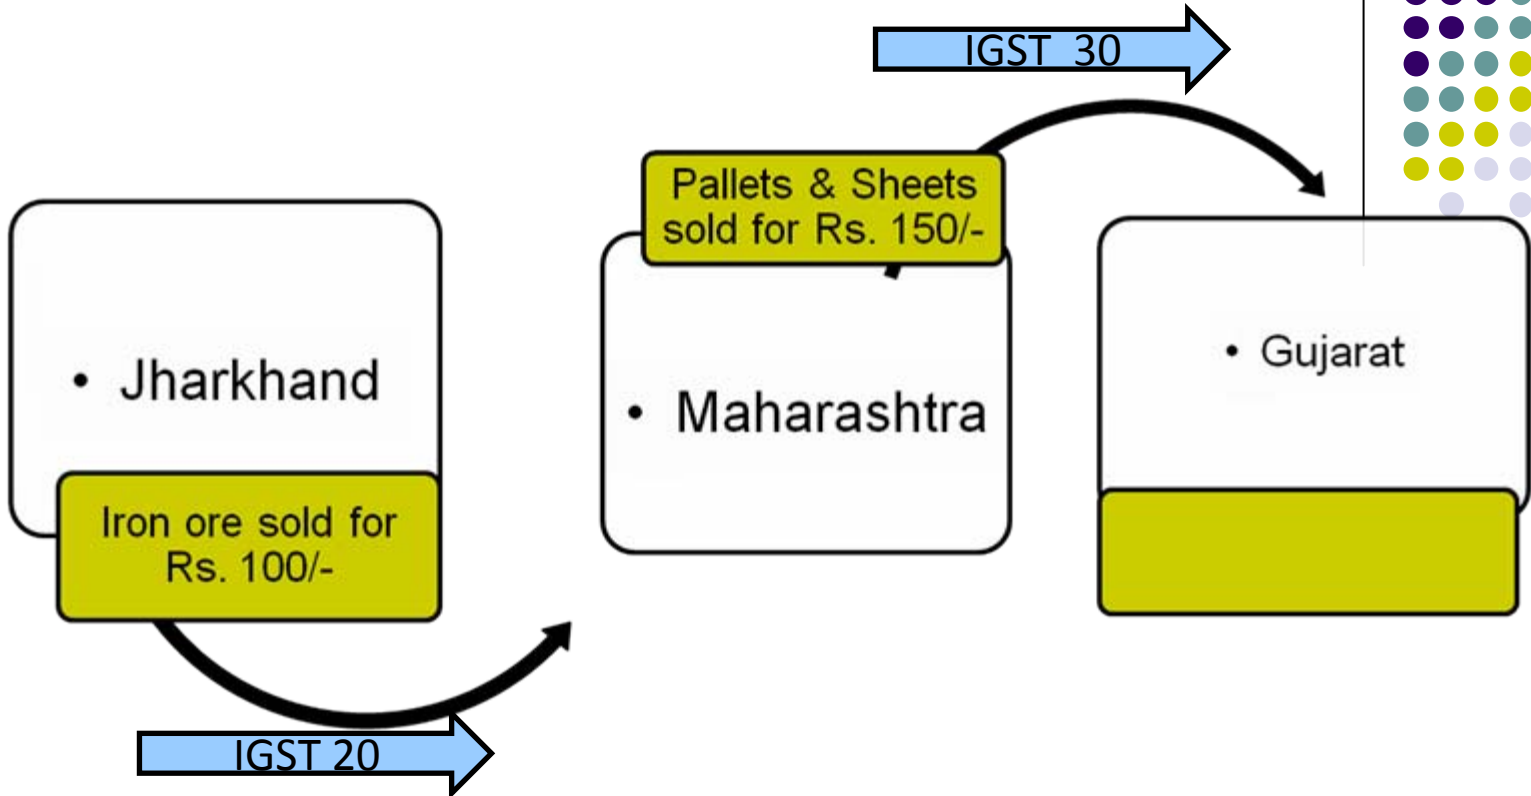 IGST 30
Pallets & Sheets
sold for Rs. 150/-
• Jharkhand
• Maharashtra
• Gujarat
Iron ore sold for
Rs. 100/-
IGST 20